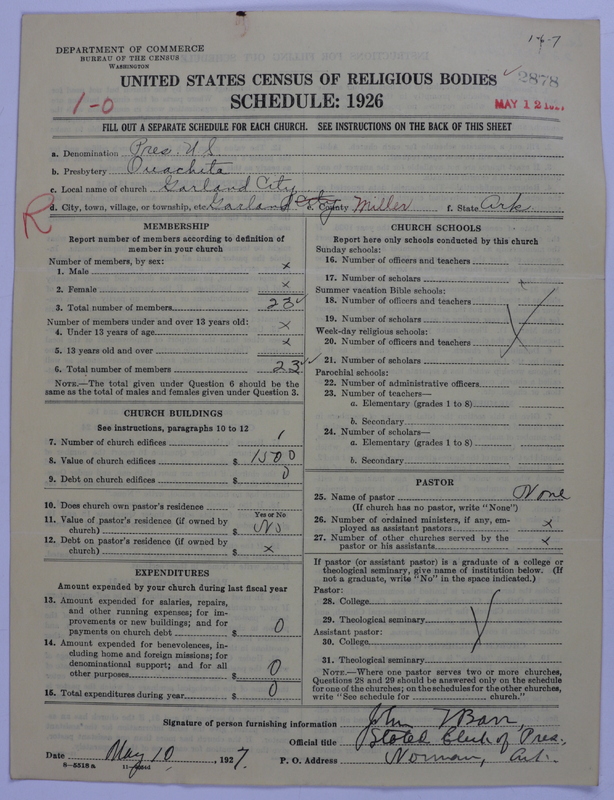 1-7
DEPARTMENT OF COMMERCE
BUREAU OF THE CENSUS
WASHINGTON
UNITED STATES CENSUS OF RELIGIOUS BODIES
2878
1-0
SCHEDULE: 1926
MAY 12
FILL OUT A SEPARATE SCHEDULE FOR EACH CHURCH. SEE INSTRUCTIONS ON THE BACK OF THIS SHEET
a. Denomination Pres. U.S.
b. Presbytery Ouachita
c. Local name of church Garland City
R
d. City, town, village, or township, etc. Garland City e. County Miller f. State Ark.
MEMBERSHIP
Report number of members according to definition of
member in your church
Number of members, by sex:
1. Male x
2. Female x
3. Total number of members 23
Number of members under and over 13 years old:
4. Under 13 years of age x
5. 13 years old and over x
6. Total number of members 23
NOTE.—The total given under Question 6 should be the
same as the total of males and females given under Question 3.
CHURCH BUILDINGS
See instructions, paragraphs 10 to 12
7. Number of church edifices 1
8. Value of church edifices $ 1500
9. Debt on church edifices $ 0
10. Does church own pastor's residence
Yes or No
11. Value of pastor's residence (if owned by
church) $ No
12. Debt on pastor's residence (if owned by
church) $ x
EXPENDITURES
Amount expended by your church during last fiscal year
13. Amount expended for salaries, repairs,
and other running expenses; for im-
provements or new buildings; and for
payments on church debt $ 0
14. Amount expended for benevolences, in-
cluding home and foreign missions; for
denominational support; and for all
other purposes $ 0
15. Total expenditures during year $ 0
CHURCH SCHOOLS
Report here only schools conducted by this church
Sunday schools:
16. Number of officers and teachers
17. Number of scholars x
Summer vacation Bible schools:
18. Number of officers and teachers
19. Number of scholars
Week-day religious schools:
20. Number of officers and teachers
21. Number of scholars
Parochial schools:
22. Number of administrative officers
23. Number of teachers—
a. Elementary (grades 1 to 8)
b. Secondary
24. Number of scholars—
a. Elementary (grades 1 to 8)
b. Secondary
PASTOR
25. Name of pastor None
(If church has no pastor, write "None")
26. Number of ordained ministers, if any, em-
ployed as assistant pastors x
27. Number of other churches served by the
pastor or his assistants x
If pastor (or assistant pastor) is a graduate of a college or
theological seminary, give name of institution below. (If
not a graduate, write "No" in the space indicated.)
Pastor:
28. College
29. Theological seminary
Assistant pastor:
30. College
31. Theological seminary
NOTE.—Where one pastor serves two or more churches,
Questions 28 and 29 should be answered only on the schedule
for one of the churches; on the schedules for the other churches,
write "See schedule for church."
Signature of person furnishing information John T Barr,
Official title Stated Clerk of Pres.,
Date May 10, 1927. P. O. Address Norman, Ark.
8-5518a